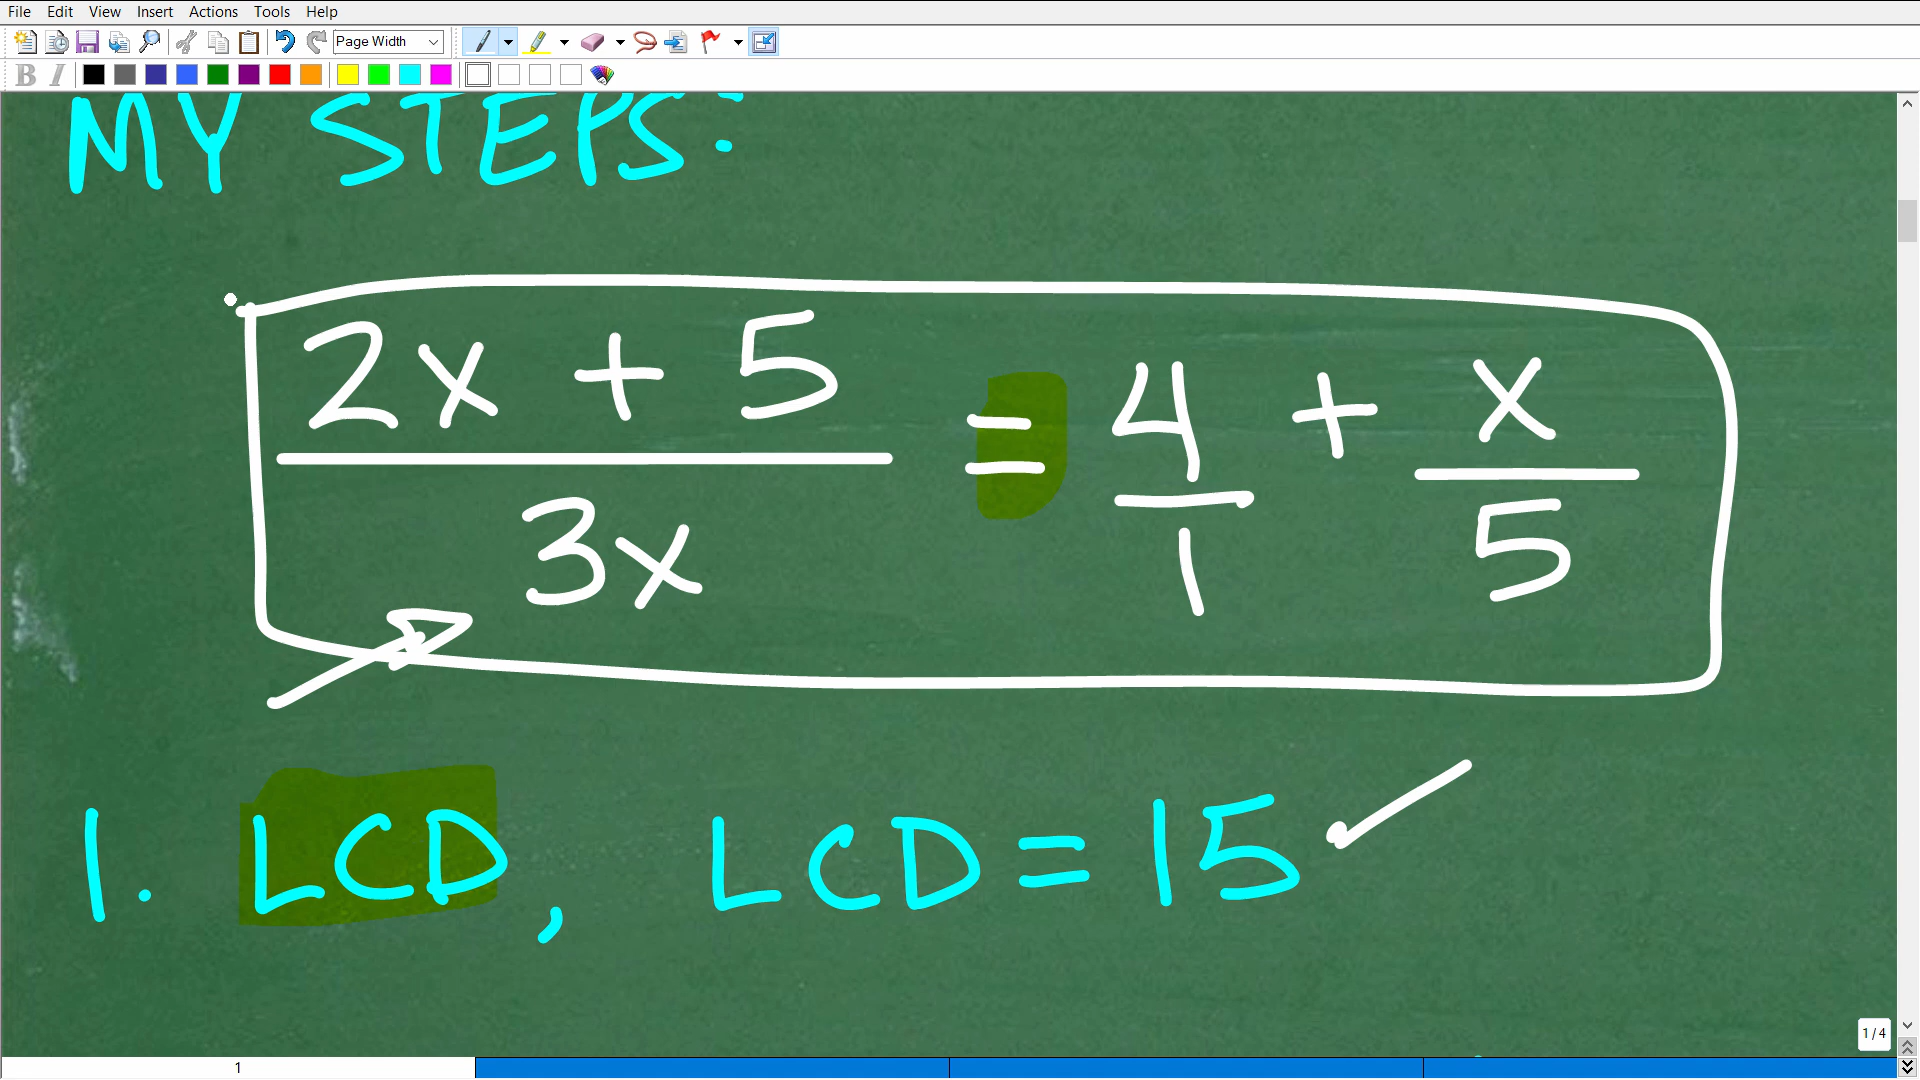 File Edit View Insert Actions Tools Help
Page Width
B I
MY STEPS:
2x + 5 / 3x = 4/1 + x/5
1. LCD, LCD = 15
1/4
1